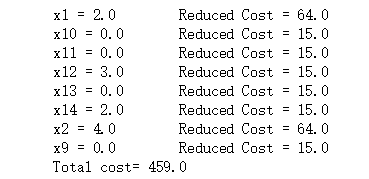 x1 = 2.0 Reduced Cost = 64.0
x10 = 0.0 Reduced Cost = 15.0
x11 = 0.0 Reduced Cost = 15.0
x12 = 3.0 Reduced Cost = 15.0
x13 = 0.0 Reduced Cost = 15.0
x14 = 2.0 Reduced Cost = 15.0
x2 = 4.0 Reduced Cost = 64.0
x9 = 0.0 Reduced Cost = 15.0
Total cost= 459.0